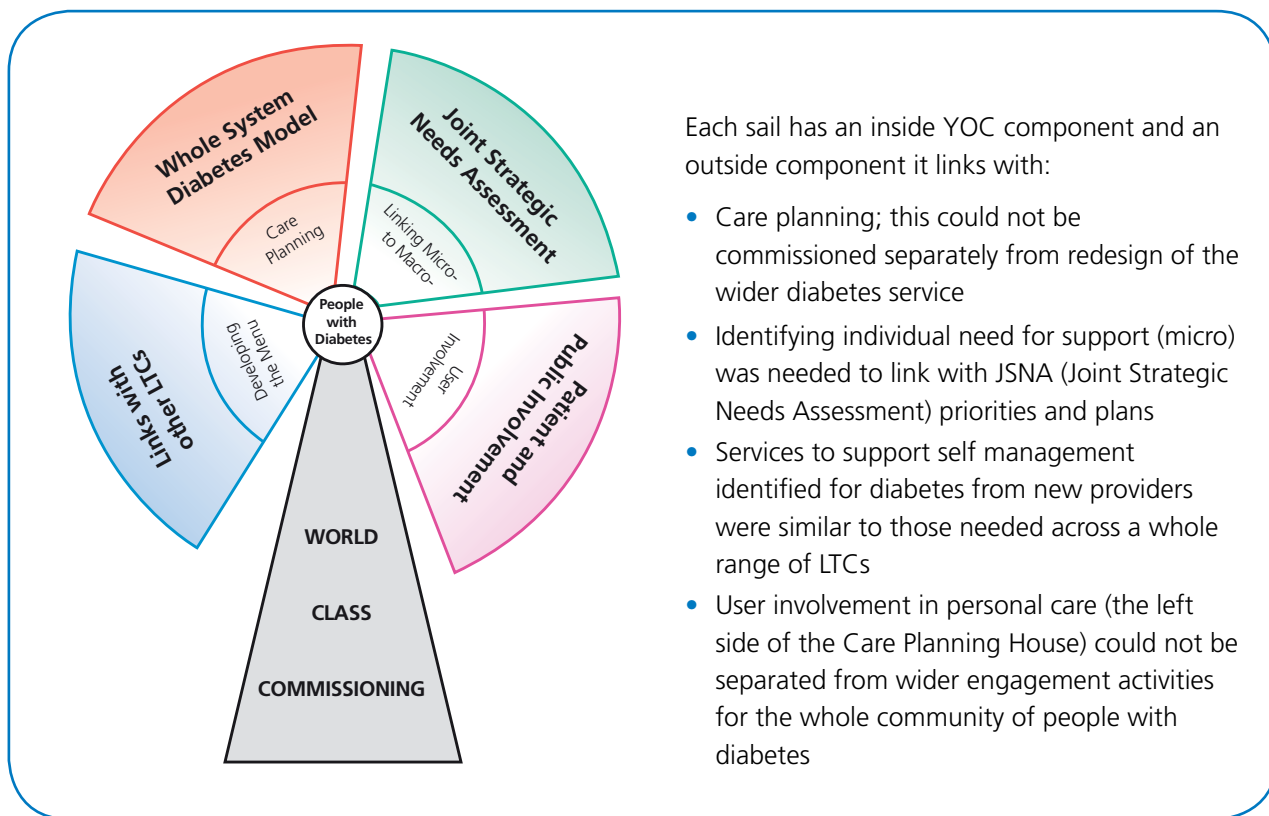 Whole System
Diabetes Model
Care
Planning
Joint Strategic
Needs Assessment
Linking Micro-
to Macro-
People
with
Diabetes
Links with
other LTCs
Developing
the Menu
User
Involvement
Patient and
Public Involvement
WORLD
CLASS
COMMISSIONING
Each sail has an inside YOC component and an
outside component it links with:
• Care planning; this could not be
commissioned separately from redesign of the
wider diabetes service
• Identifying individual need for support (micro)
was needed to link with JSNA (Joint Strategic
Needs Assessment) priorities and plans
• Services to support self management
identified for diabetes from new providers
were similar to those needed across a whole
range of LTCs
• User involvement in personal care (the left
side of the Care Planning House) could not be
separated from wider engagement activities
for the whole community of people with
diabetes